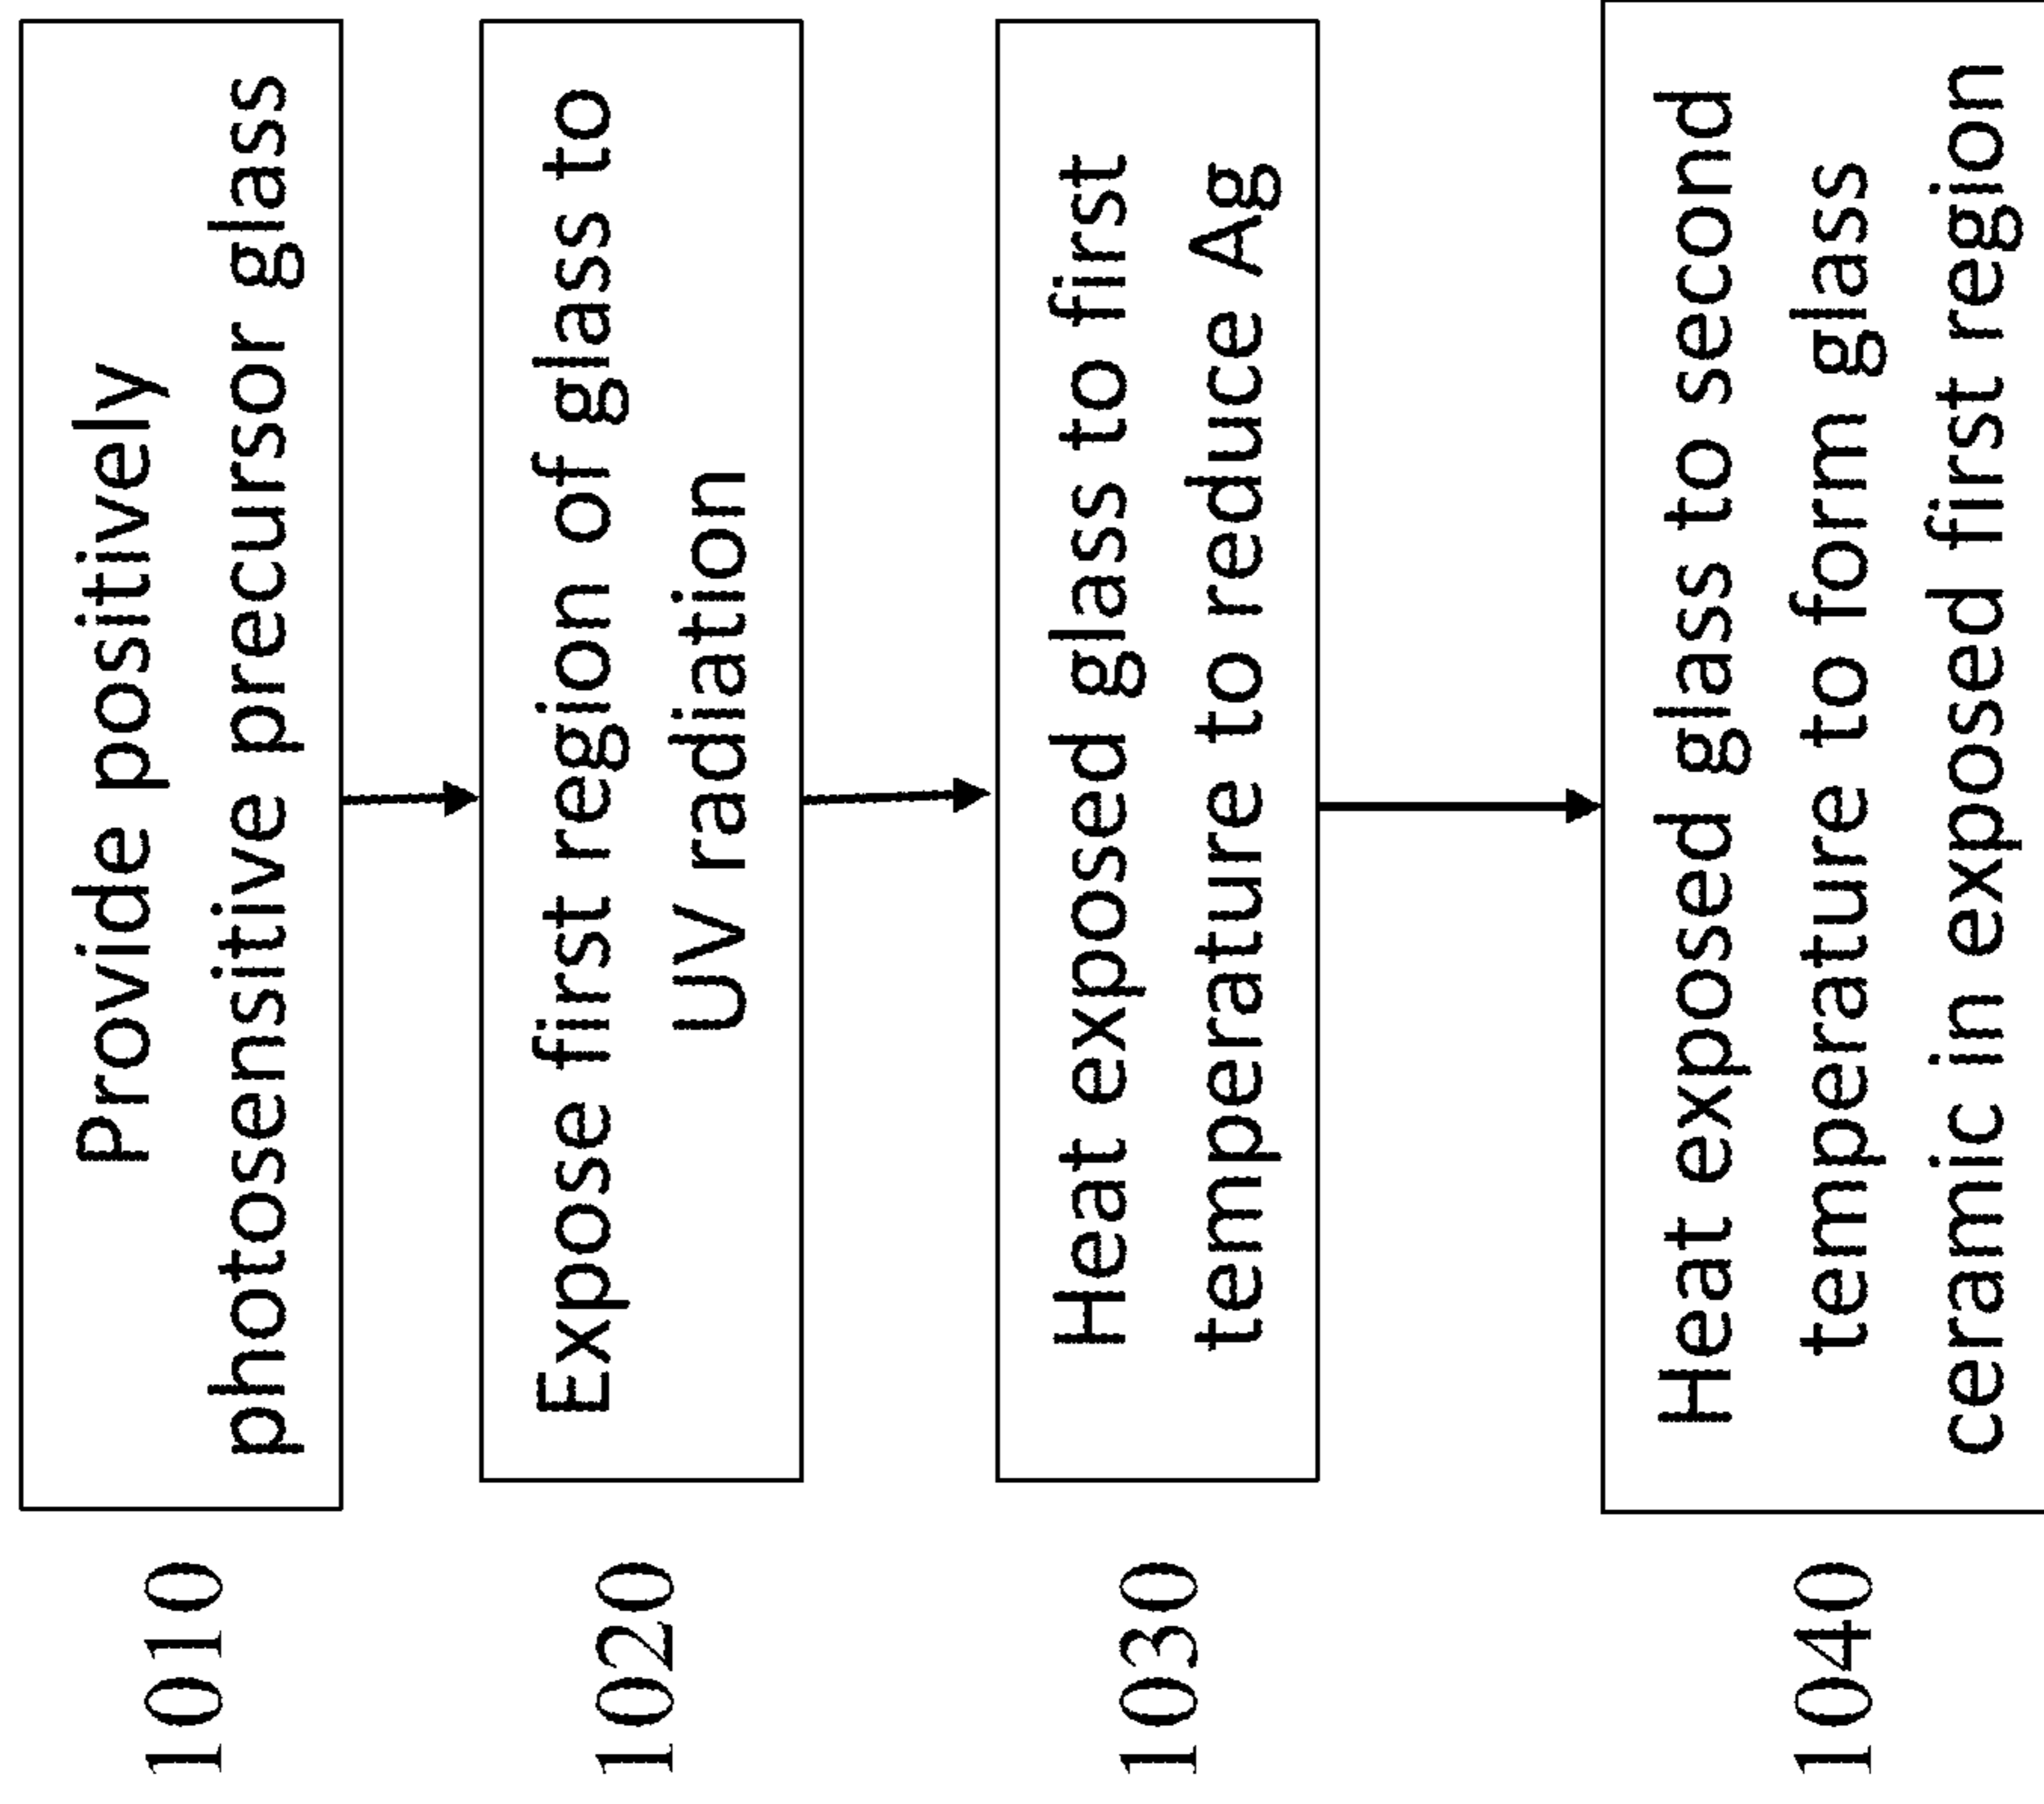 1010
Provide positively
photosensitive precursor glass
1020
Expose first region of glass to
UV radiation
1030
Heat exposed glass to first
temperature to reduce Ag
1040
Heat exposed glass to second
temperature to form glass
ceramic in exposed first region